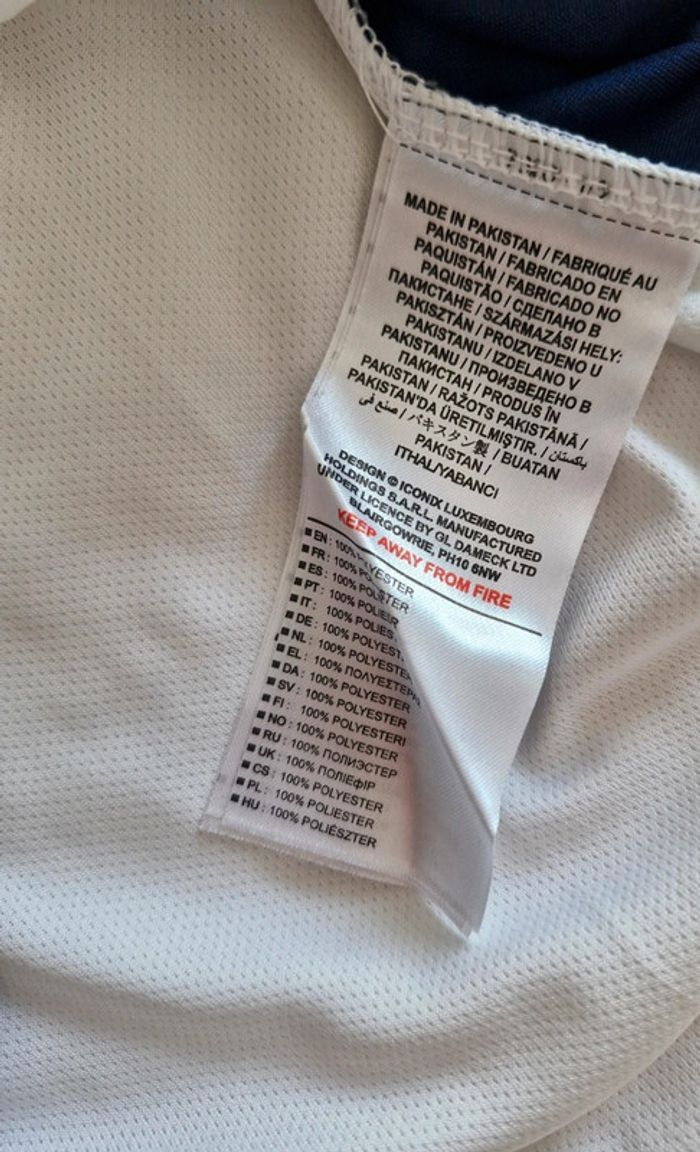 MADE IN PAKISTAN / FABRIQUÉ AU
PAKISTAN / FABRICADO EN
PAQUISTÁN / FABRICADO NO
PAQUISTÃO / СДЕЛАНО В
ПАКИСТАНЕ / SZÁRMAZÁSI HELY:
PAKISZTÁN / PROIZVEDENO U
PAKISTANU / IZDELANO V
PAKISTANU / ПРОИЗВЕДЕНО В
ПАКИСТАН / PRODUS ÎN
PAKISTAN / RAŽOTS PAKISTĀNĀ /
PAKISTAN'DA ÜRETILMIŞTIR. / باكستان
صنع في / パキスタン製 / BUATAN
PAKISTAN /
ITHAL/YABANCI
DESIGN © ICONIX LUXEMBOURG
HOLDINGS S.A.R.L. MANUFACTURED
UNDER LICENCE BY GL DAMECK LTD
BLAIRGOWRIE, PH10 6NW
KEEP AWAY FROM FIRE
EN : 100% POLYESTER
FR : 100% POLYESTER
ES : 100% POLIÉSTER
PT : 100% POLIÉR
IT : 100% POLIES
DE : 100% POLYEST
NL : 100% POLYESTER
EL : 100% ΠΟΛΥΕΣΤΕΡΑ
DA : 100% POLYESTER
SV : 100% POLYESTER
FI : 100% POLYESTERI
NO : 100% POLYESTER
RU : 100% ПОЛИЭСТЕР
UK : 100% ПОЛІЕФІР
CS : 100% POLYESTER
PL : 100% POLIESTER
HU : 100% POLIÉSZTER